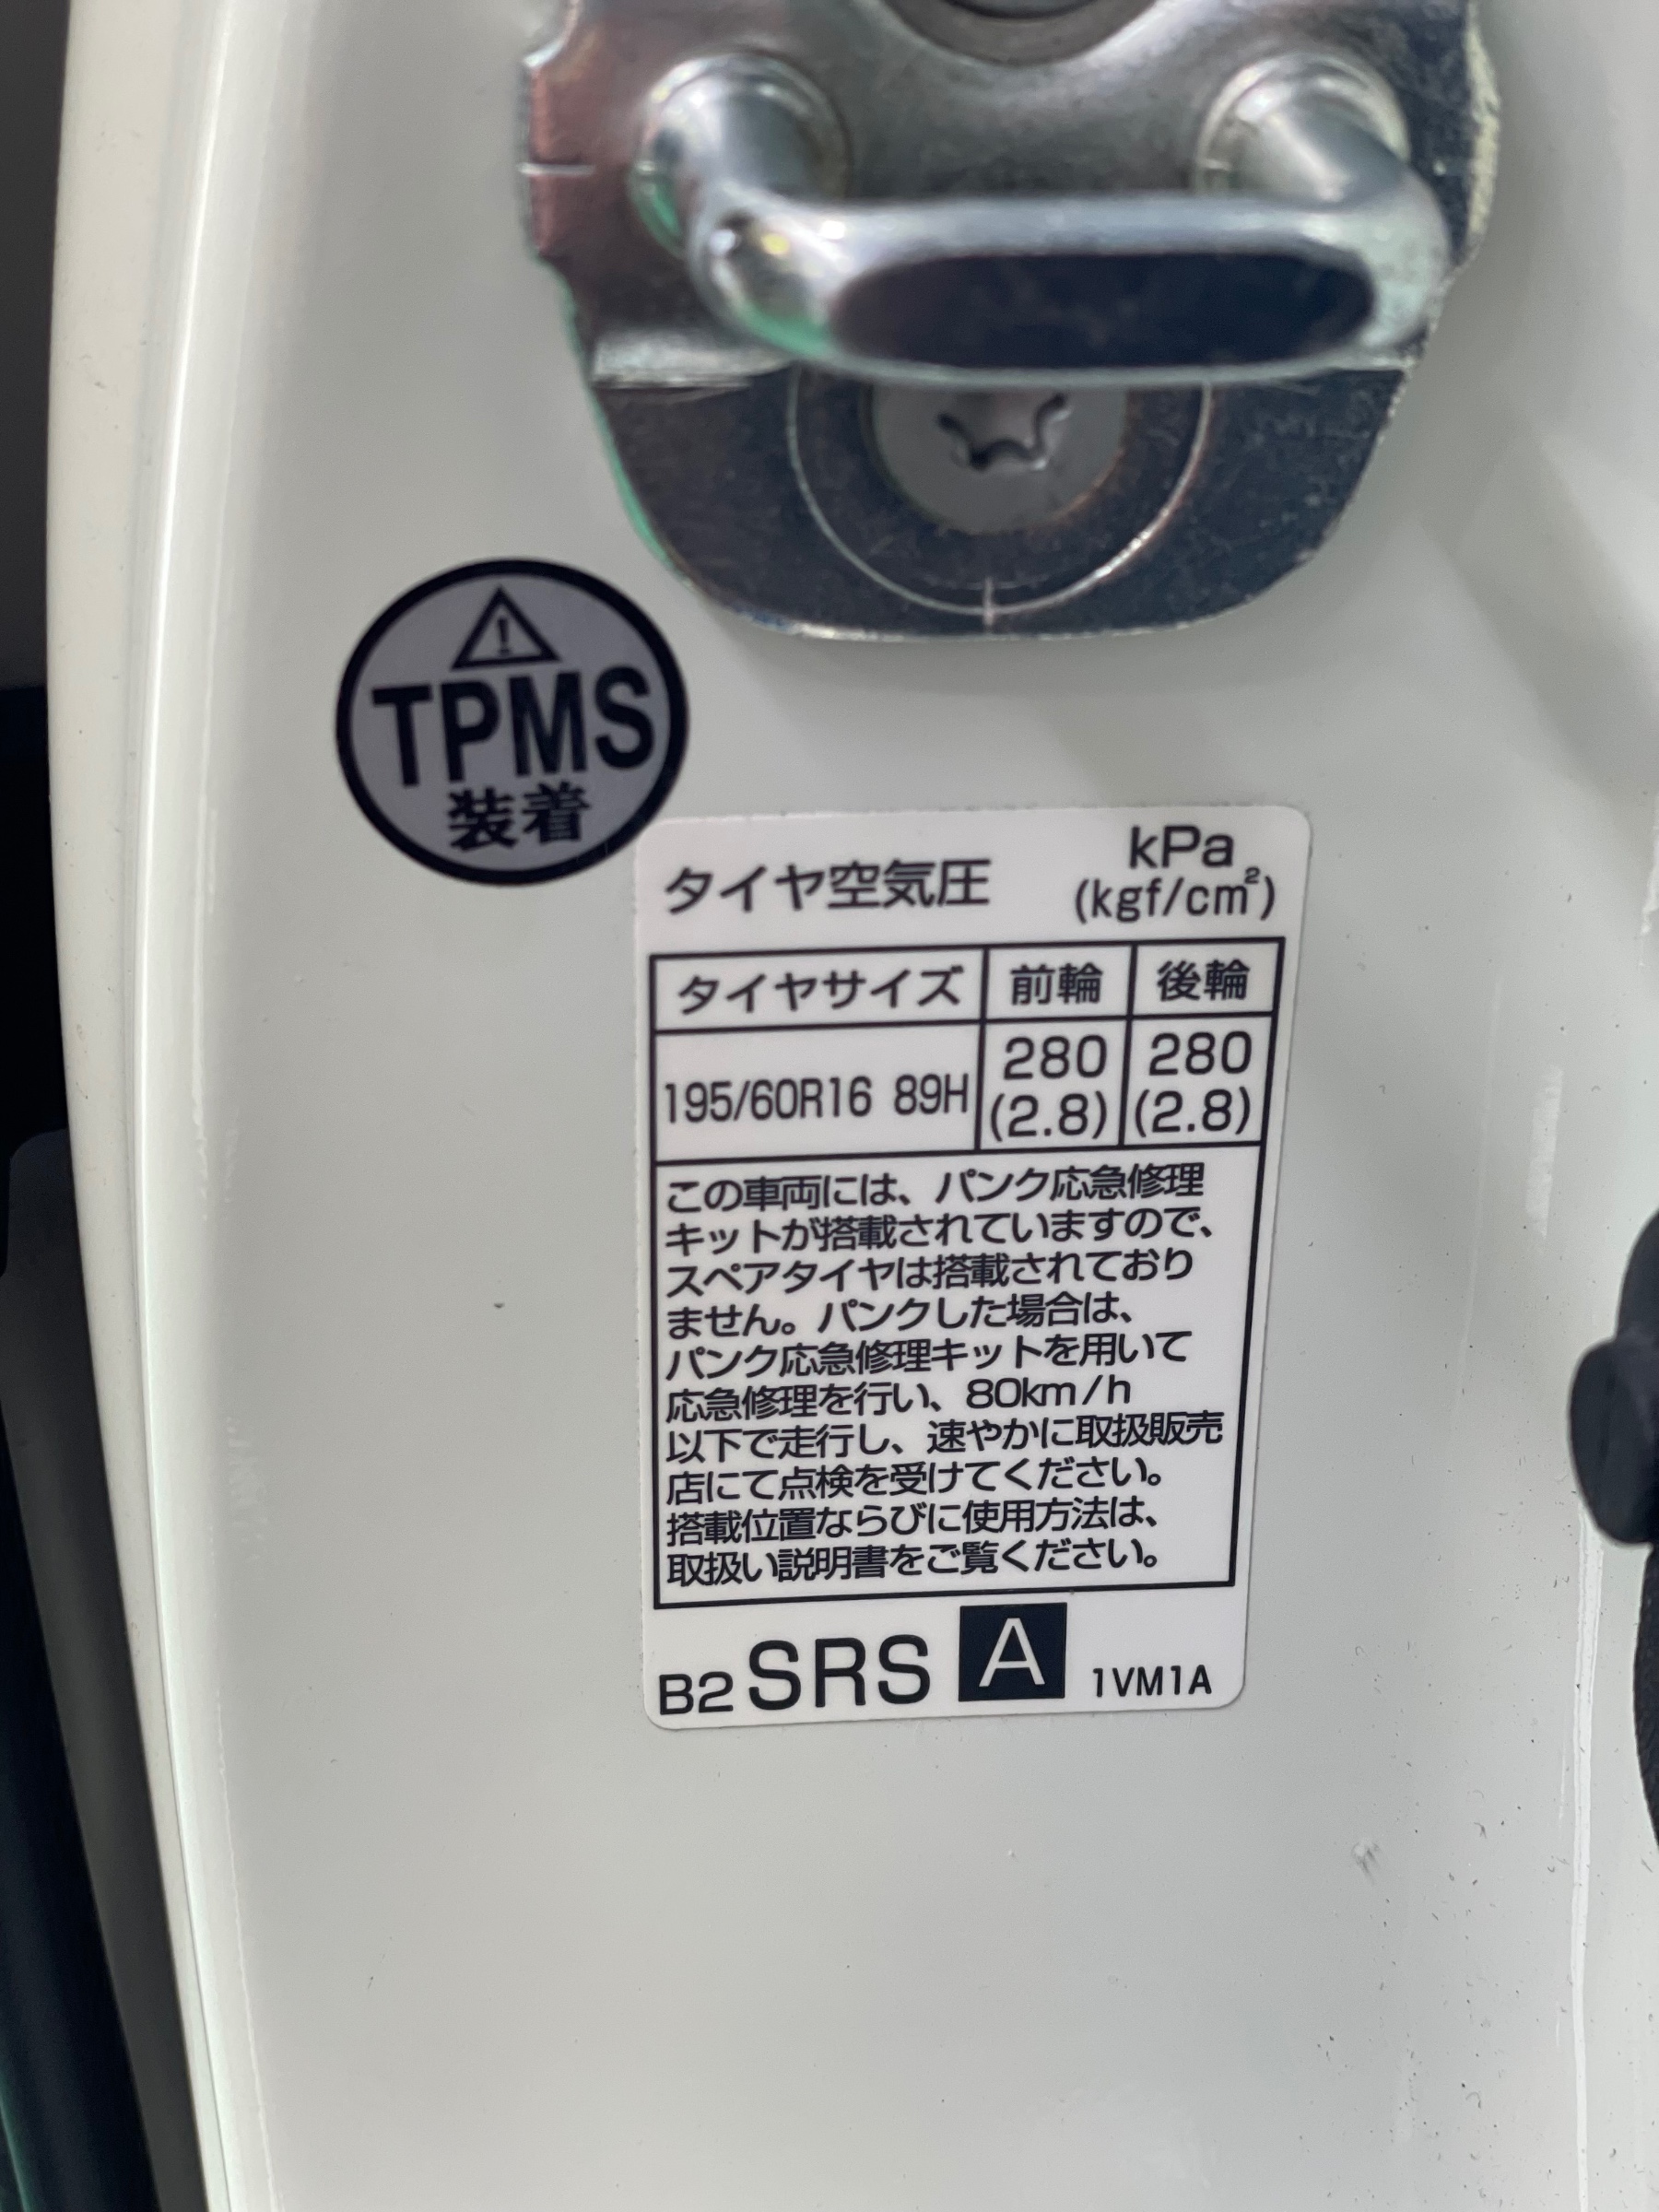 TPMS
装着
タイヤ空気圧 kPa
(kgf/cm²)
タイヤサイズ 前輪 後輪
195/60R16 89H 280 280
(2.8) (2.8)
この車両には、パンク応急修理
キットが搭載されていますので、
スペアタイヤは搭載されており
ません。パンクした場合は、
パンク応急修理キットを用いて
応急修理を行い、80km/h
以下で走行し、速やかに取扱販売
店にて点検を受けてください。
搭載位置ならびに使用方法は、
取扱い説明書をご覧ください。
B2 SRS A 1VM1A